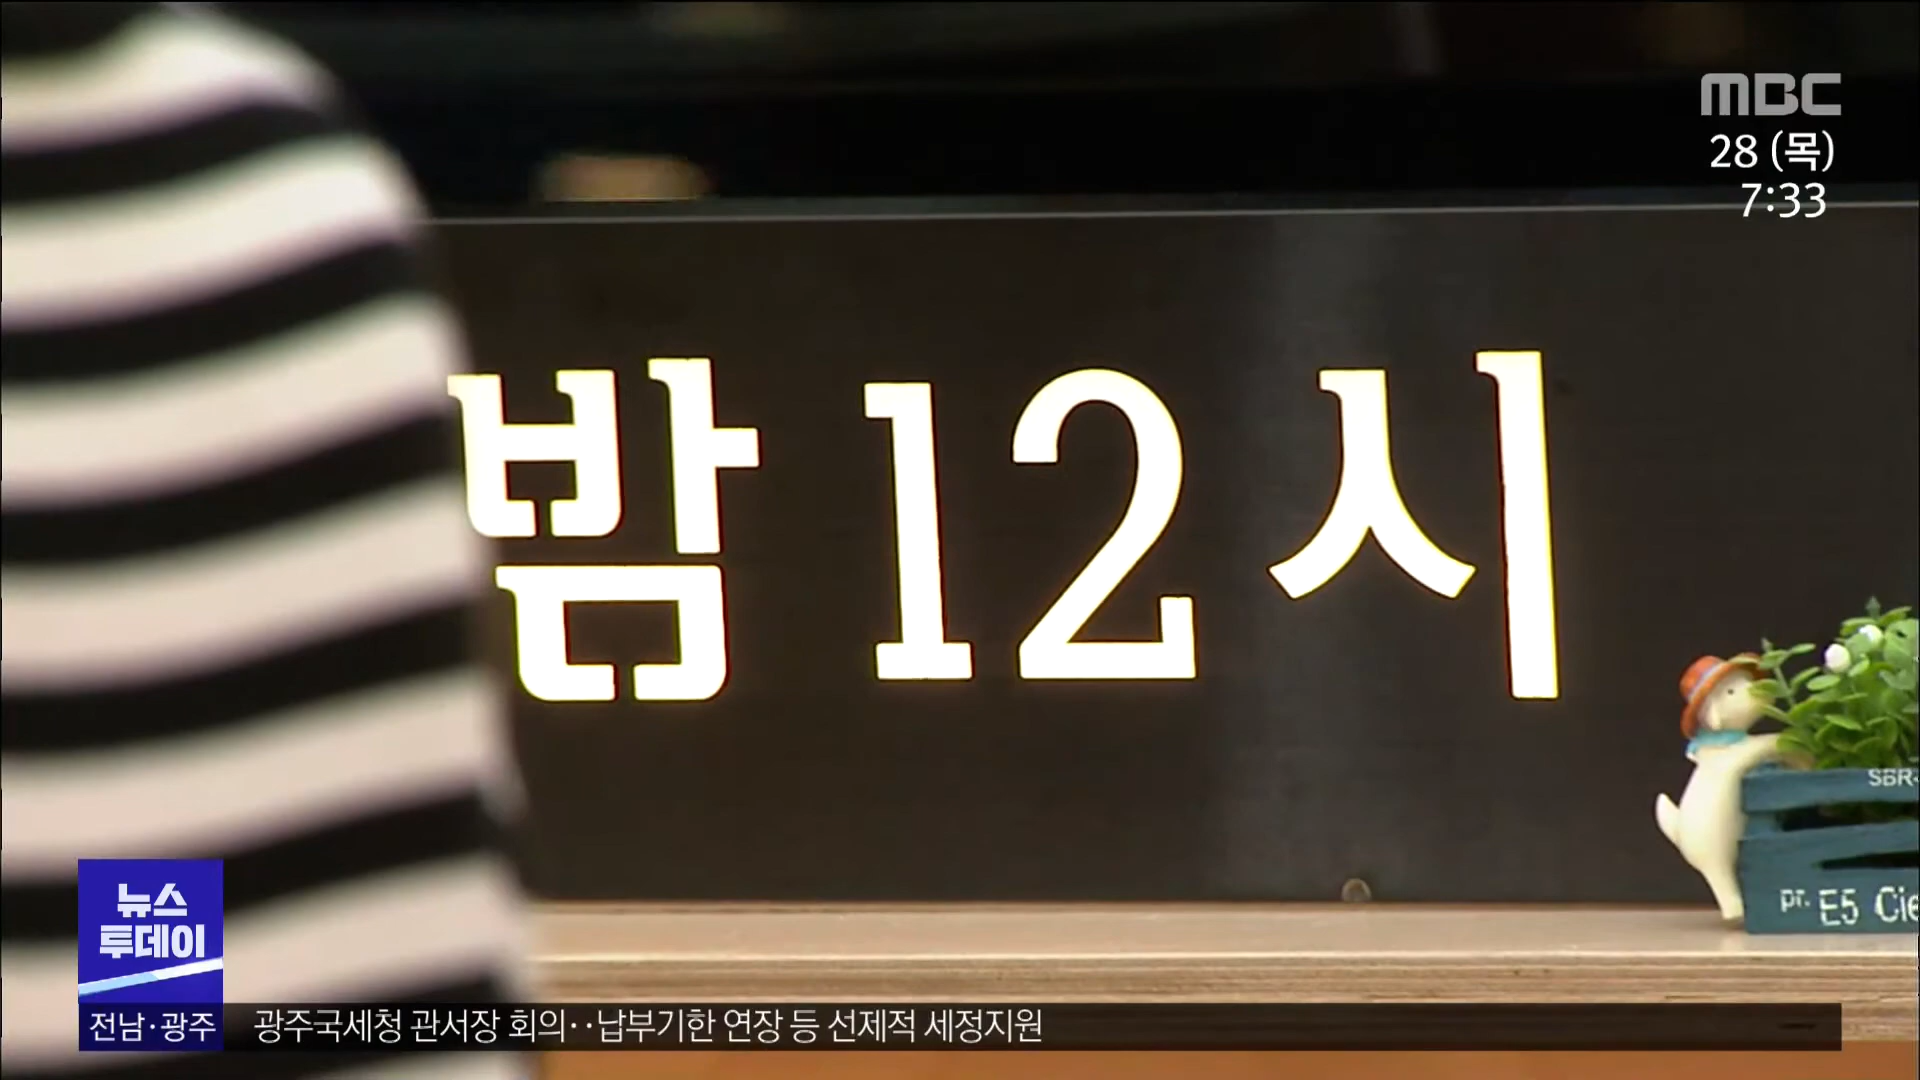 MBC
28 (목)
7:33
밤 12시
SBR
pr. E5 Cie
뉴스
투데이
전남·광주
광주국세청 관서장 회의‥납부기한 연장 등 선제적 세정지원